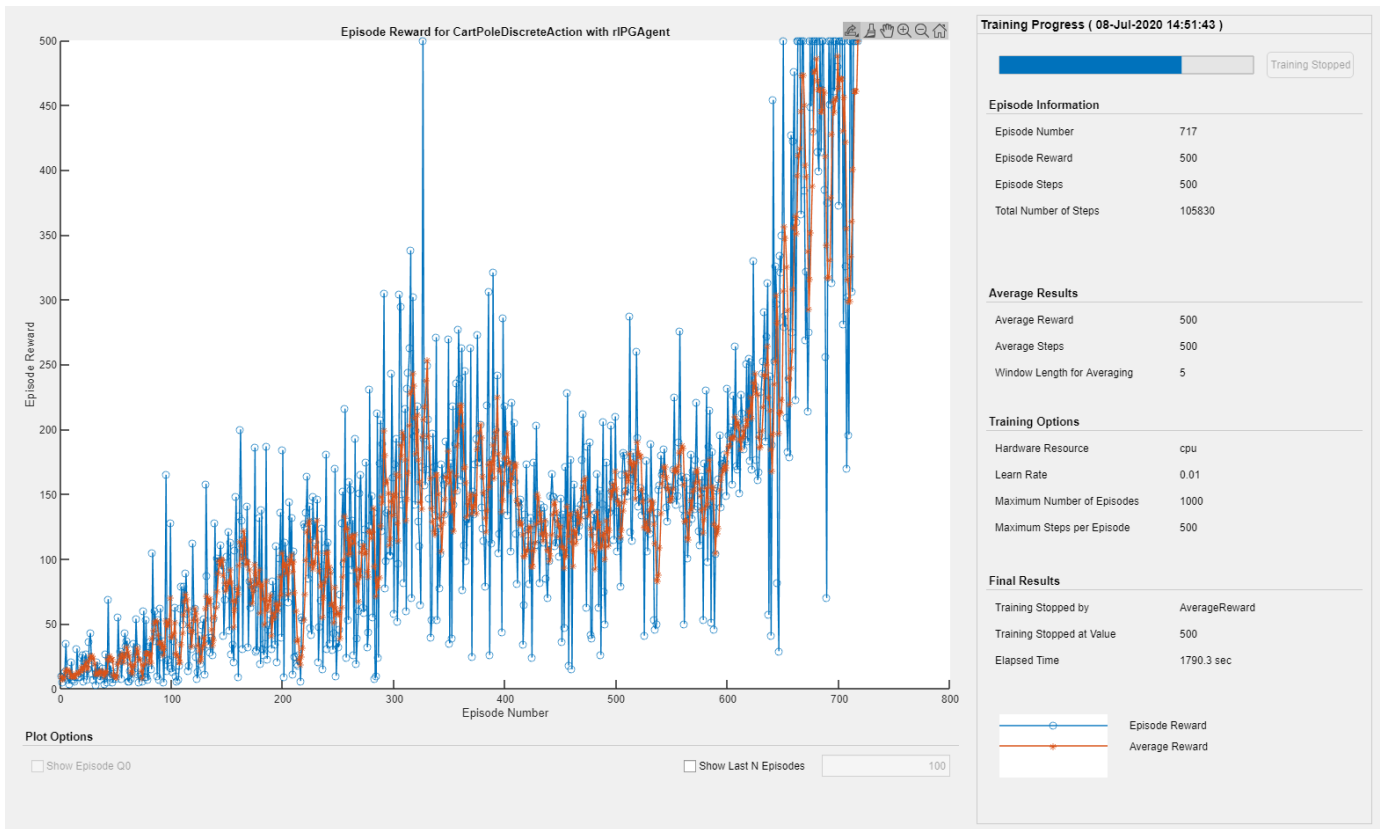 Episode Reward for CartPoleDiscreteAction with rlPGAgent
500
450
400
350
300
250
200
150
100
50
0
Episode Reward
0 100 200 300 400 500 600 700 800
Episode Number
Plot Options
Show Episode Q0
Show Last N Episodes 100
Training Progress ( 08-Jul-2020 14:51:43 )
Training Stopped
Episode Information
Episode Number 717
Episode Reward 500
Episode Steps 500
Total Number of Steps 105830
Average Results
Average Reward 500
Average Steps 500
Window Length for Averaging 5
Training Options
Hardware Resource cpu
Learn Rate 0.01
Maximum Number of Episodes 1000
Maximum Steps per Episode 500
Final Results
Training Stopped by AverageReward
Training Stopped at Value 500
Elapsed Time 1790.3 sec
Episode Reward
Average Reward